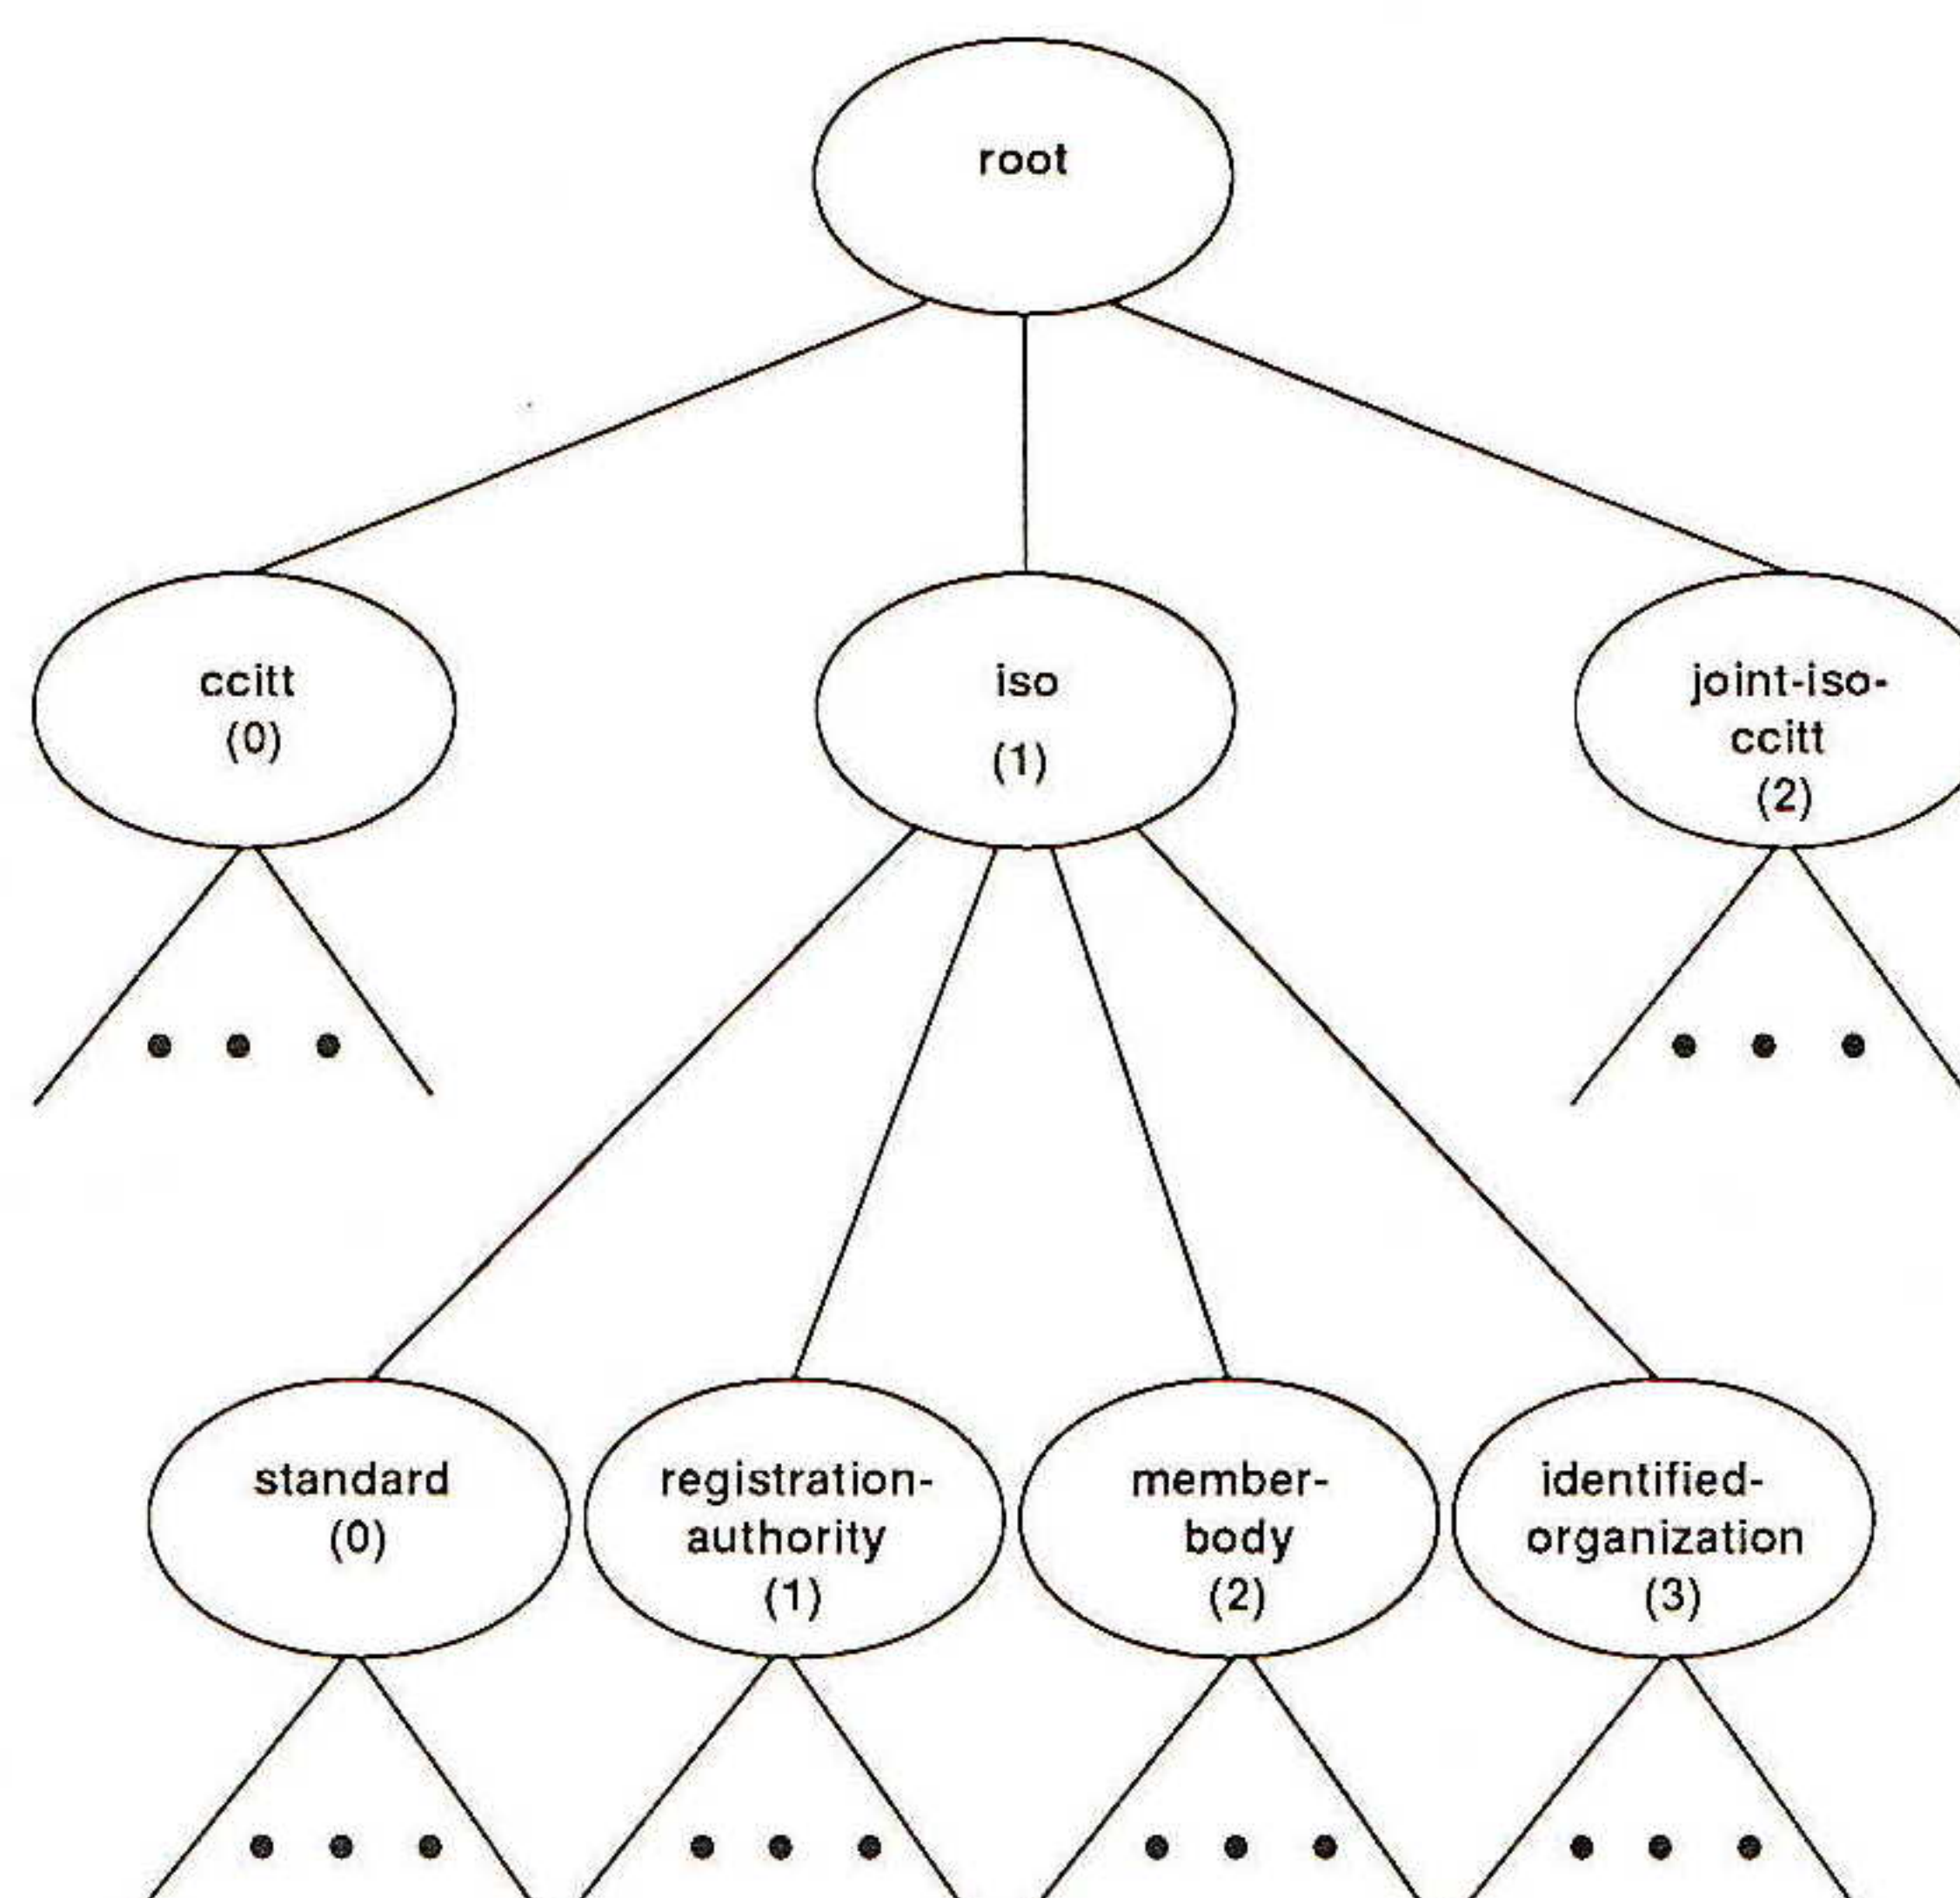 root
ccitt
(0)
iso
(1)
joint-iso-
ccitt
(2)
standard
(0)
registration-
authority
(1)
member-
body
(2)
identified-
organization
(3)